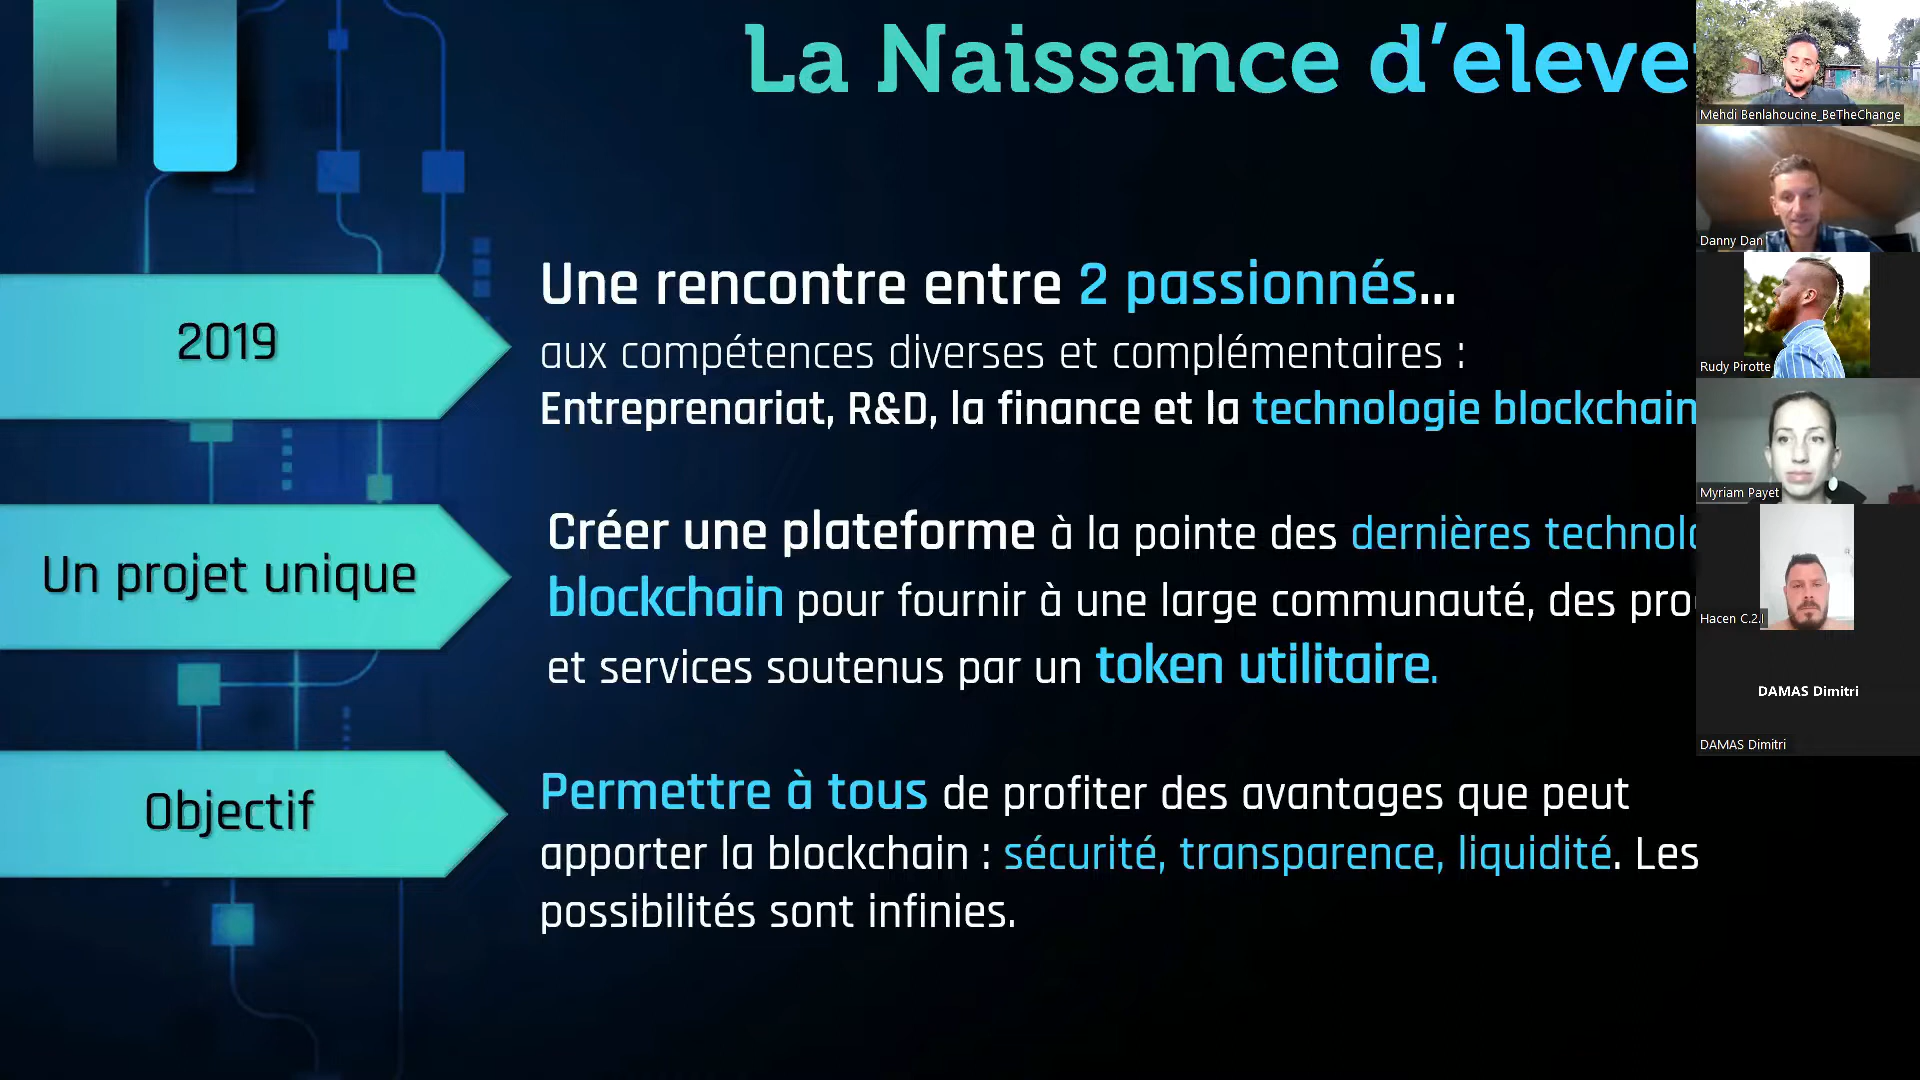 La Naissance d'eleve
2019
Une rencontre entre 2 passionnés...
aux compétences diverses et complémentaires :
Entreprenariat, R&D, la finance et la technologie blockchain
Un projet unique
Créer une plateforme à la pointe des dernières
blockchain pour fournir à une large communauté, des
et services soutenus par un token utilitaire.
Objectif
Permettre à tous de profiter des avantages que peut
apporter la blockchain : sécurité, transparence, liquidité. Les
possibilités sont infinies.
Mehdi Benlahoucine_BeTheChange
Danny Dan
Rudy Pirotte
Myriam Payet
Hacen C.2.I
DAMAS Dimitri
DAMAS Dimitri